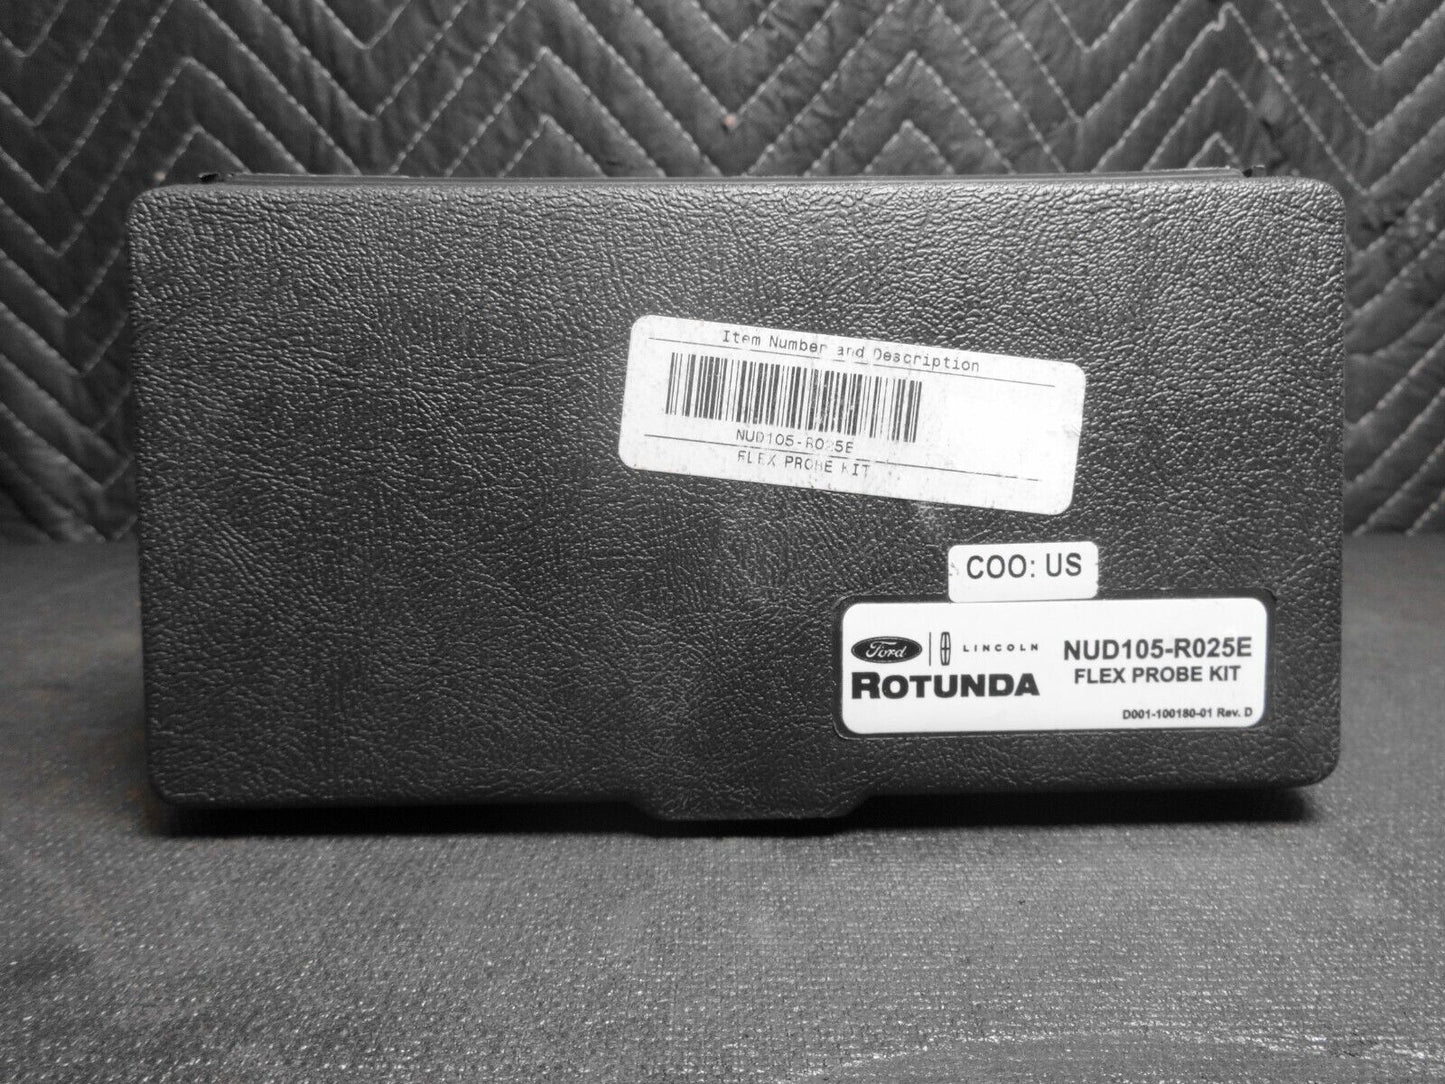 Item Number and Description
NUD105-R025E
FLEX PROBE KIT
COO: US
Ford LINCOLN
ROTUNDA
NUD105-R025E
FLEX PROBE KIT
D001-100180-01 Rev. D